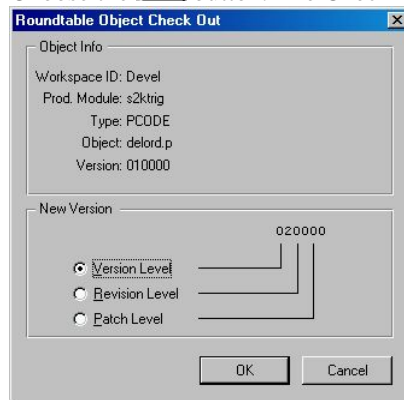 Roundtable Object Check Out
Object Info
Workspace ID: Devel
Prod. Module: s2ktrig
Type: PCODE
Object: delord.p
Version: 010000
New Version
020000
Version Level
Revision Level
Patch Level
OK Cancel